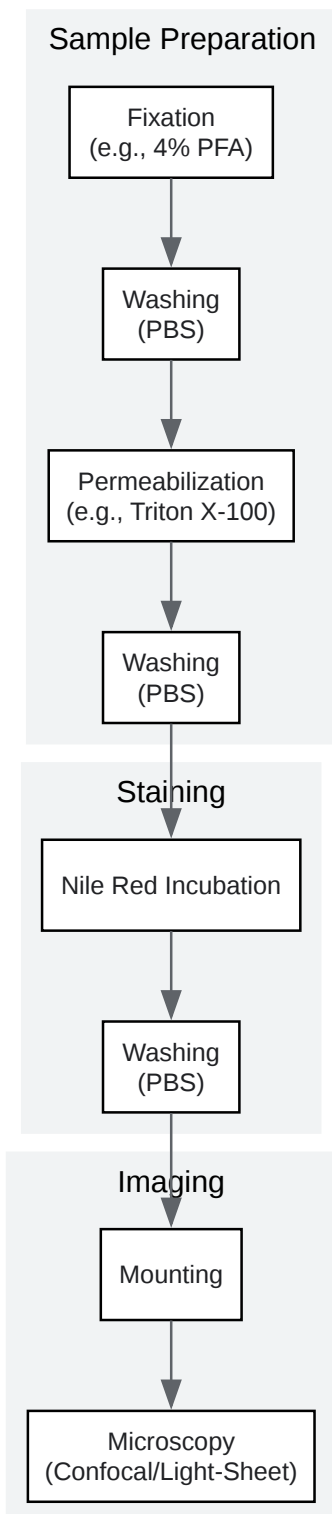 Sample Preparation
Fixation
(e.g., 4% PFA)
Washing
(PBS)
Permeabilization
(e.g., Triton X-100)
Washing
(PBS)
Staining
Nile Red Incubation
Washing
(PBS)
Imaging
Mounting
Microscopy
(Confocal/Light-Sheet)